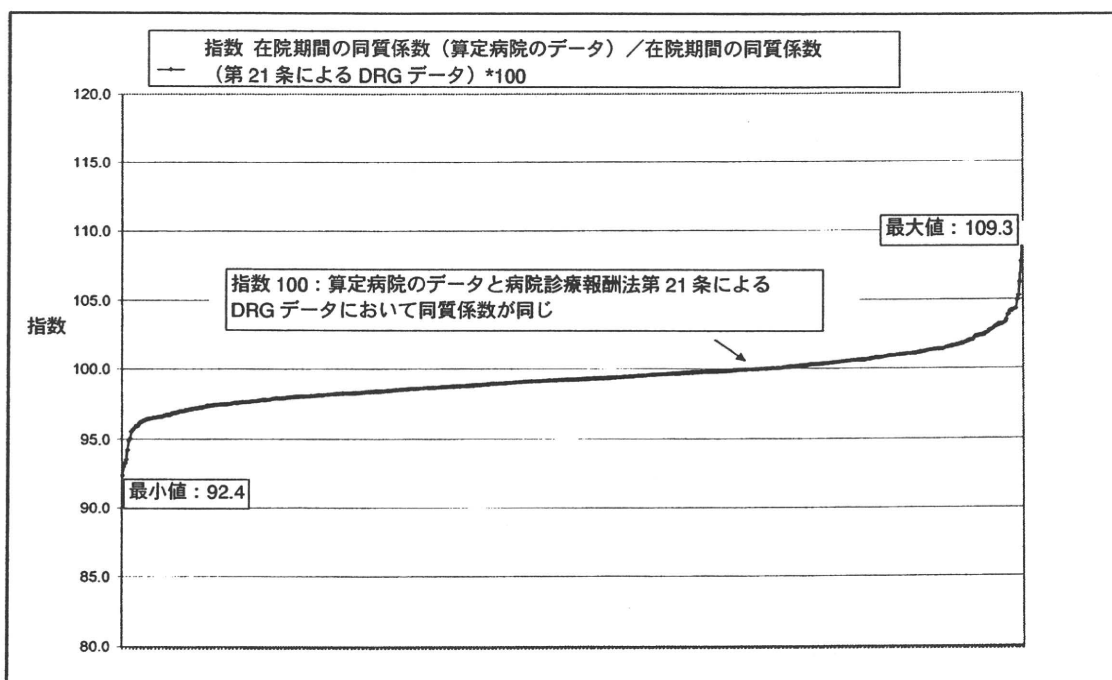 指数 在院期間の同質係数（算定病院のデータ）／在院期間の同質係数
（第 21 条による DRG データ）*100
120.0
115.0
110.0
最大値：109.3
指数 100：算定病院のデータと病院診療報酬法第 21 条による
DRG データにおいて同質係数が同じ
105.0
指数
100.0
95.0
最小値：92.4
90.0
85.0
80.0